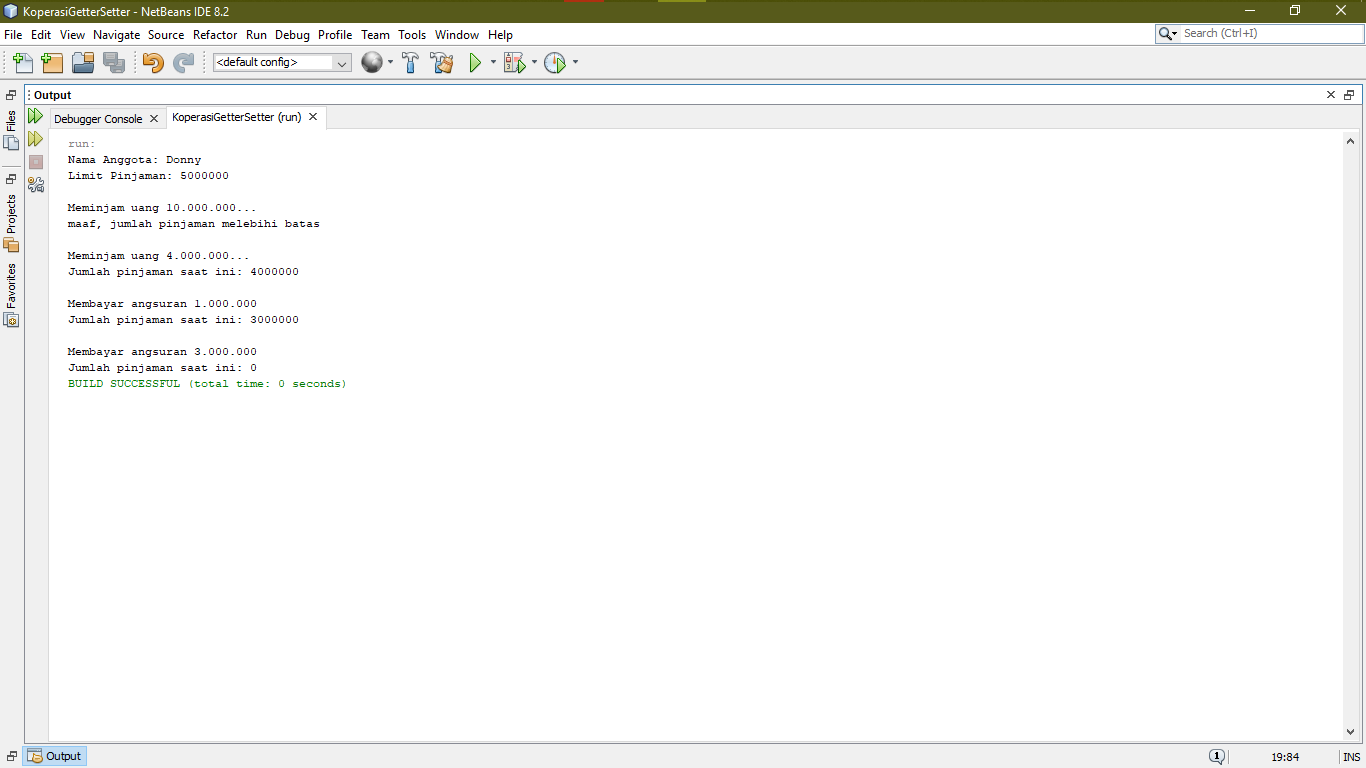 KoperasiGetterSetter - NetBeans IDE 8.2
File Edit View Navigate Source Refactor Run Debug Profile Team Tools Window Help
Search (Ctrl+I)
<default config>
Output
Debugger Console
KoperasiGetterSetter (run)
Files
Projects
Favorites
run:
Nama Anggota: Donny
Limit Pinjaman: 5000000
Meminjam uang 10.000.000...
maaf, jumlah pinjaman melebihi batas
Meminjam uang 4.000.000...
Jumlah pinjaman saat ini: 4000000
Membayar angsuran 1.000.000
Jumlah pinjaman saat ini: 3000000
Membayar angsuran 3.000.000
Jumlah pinjaman saat ini: 0
BUILD SUCCESSFUL (total time: 0 seconds)
Output
1
19:84
INS